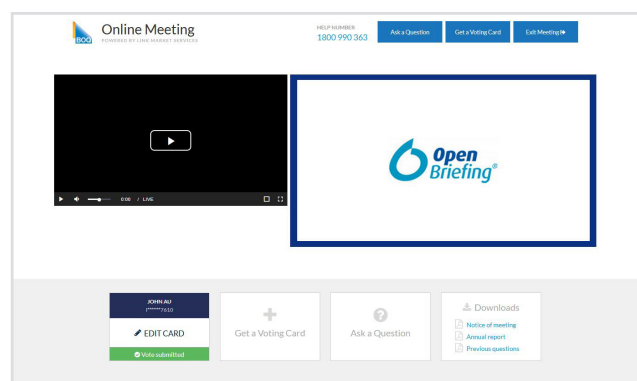 BOQ
Online Meeting
POWERED BY LINK MARKET SERVICES
HELP NUMBER
1800 990 363
Ask a Question
Get a Voting Card
Exit Meeting
0:00 / LIVE
Open
Briefing®
JOHN AU
I******7610
EDIT CARD
Vote submitted
Get a Voting Card
Ask a Question
Downloads
Notice of meeting
Annual report
Previous questions